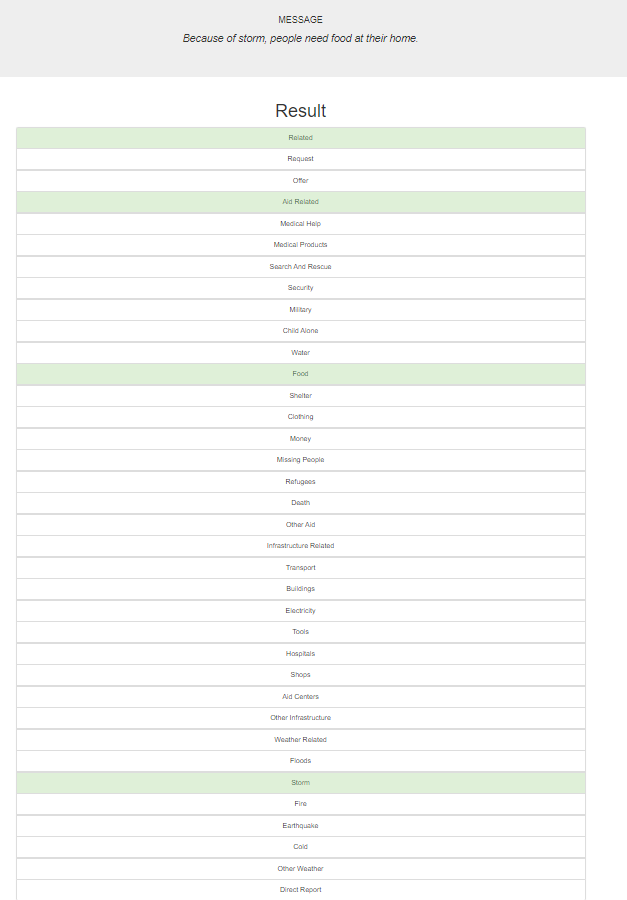 MESSAGE
Because of storm, people need food at their home.
Result
Related
Request
Offer
Aid Related
Medical Help
Medical Products
Search And Rescue
Security
Military
Child Alone
Water
Food
Shelter
Clothing
Money
Missing People
Refugees
Death
Other Aid
Infrastructure Related
Transport
Buildings
Electricity
Tools
Hospitals
Shops
Aid Centers
Other Infrastructure
Weather Related
Floods
Storm
Fire
Earthquake
Cold
Other Weather
Direct Report